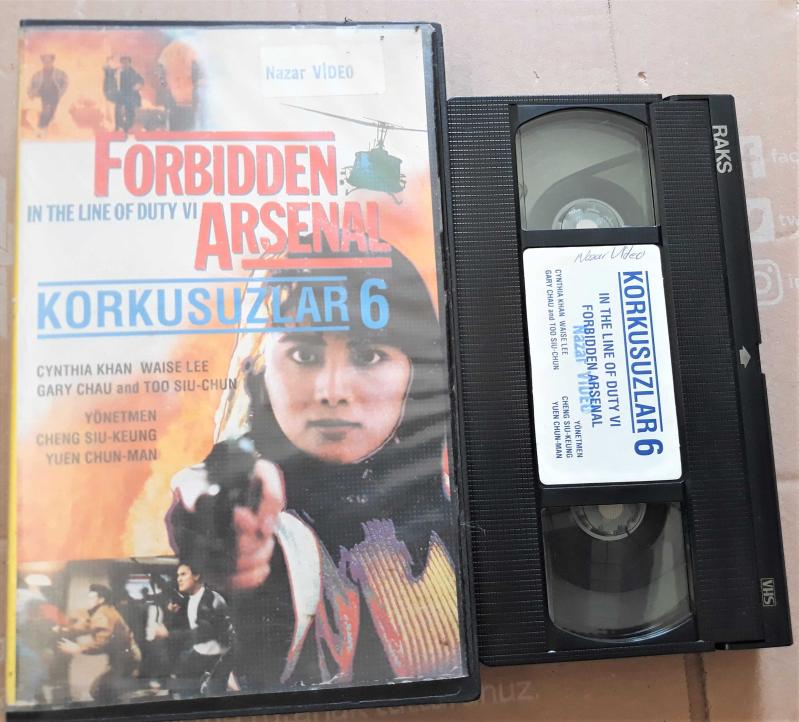 Nazar VİDEO
FORBIDDEN
IN THE LINE OF DUTY VI
ARSENAL
KORKUSUZLAR 6
CYNTHIA KHAN WAISE LEE
GARY CHAU and TOO SIU-CHUN
YÖNETMEN
CHENG SIU-KEUNG
YUEN CHUN-MAN
RAKS
Nazar Video
KORKUSUZLAR 6
IN THE LINE OF DUTY VI
FORBIDDEN ARSENAL
Nazar VİDEO
CYNTHIA KHAN WAISE LEE
GARY CHAU and TOO SIU-CHUN
YÖNETMEN
CHENG SIU-KEUNG
YUEN CHUN-MAN
VHS